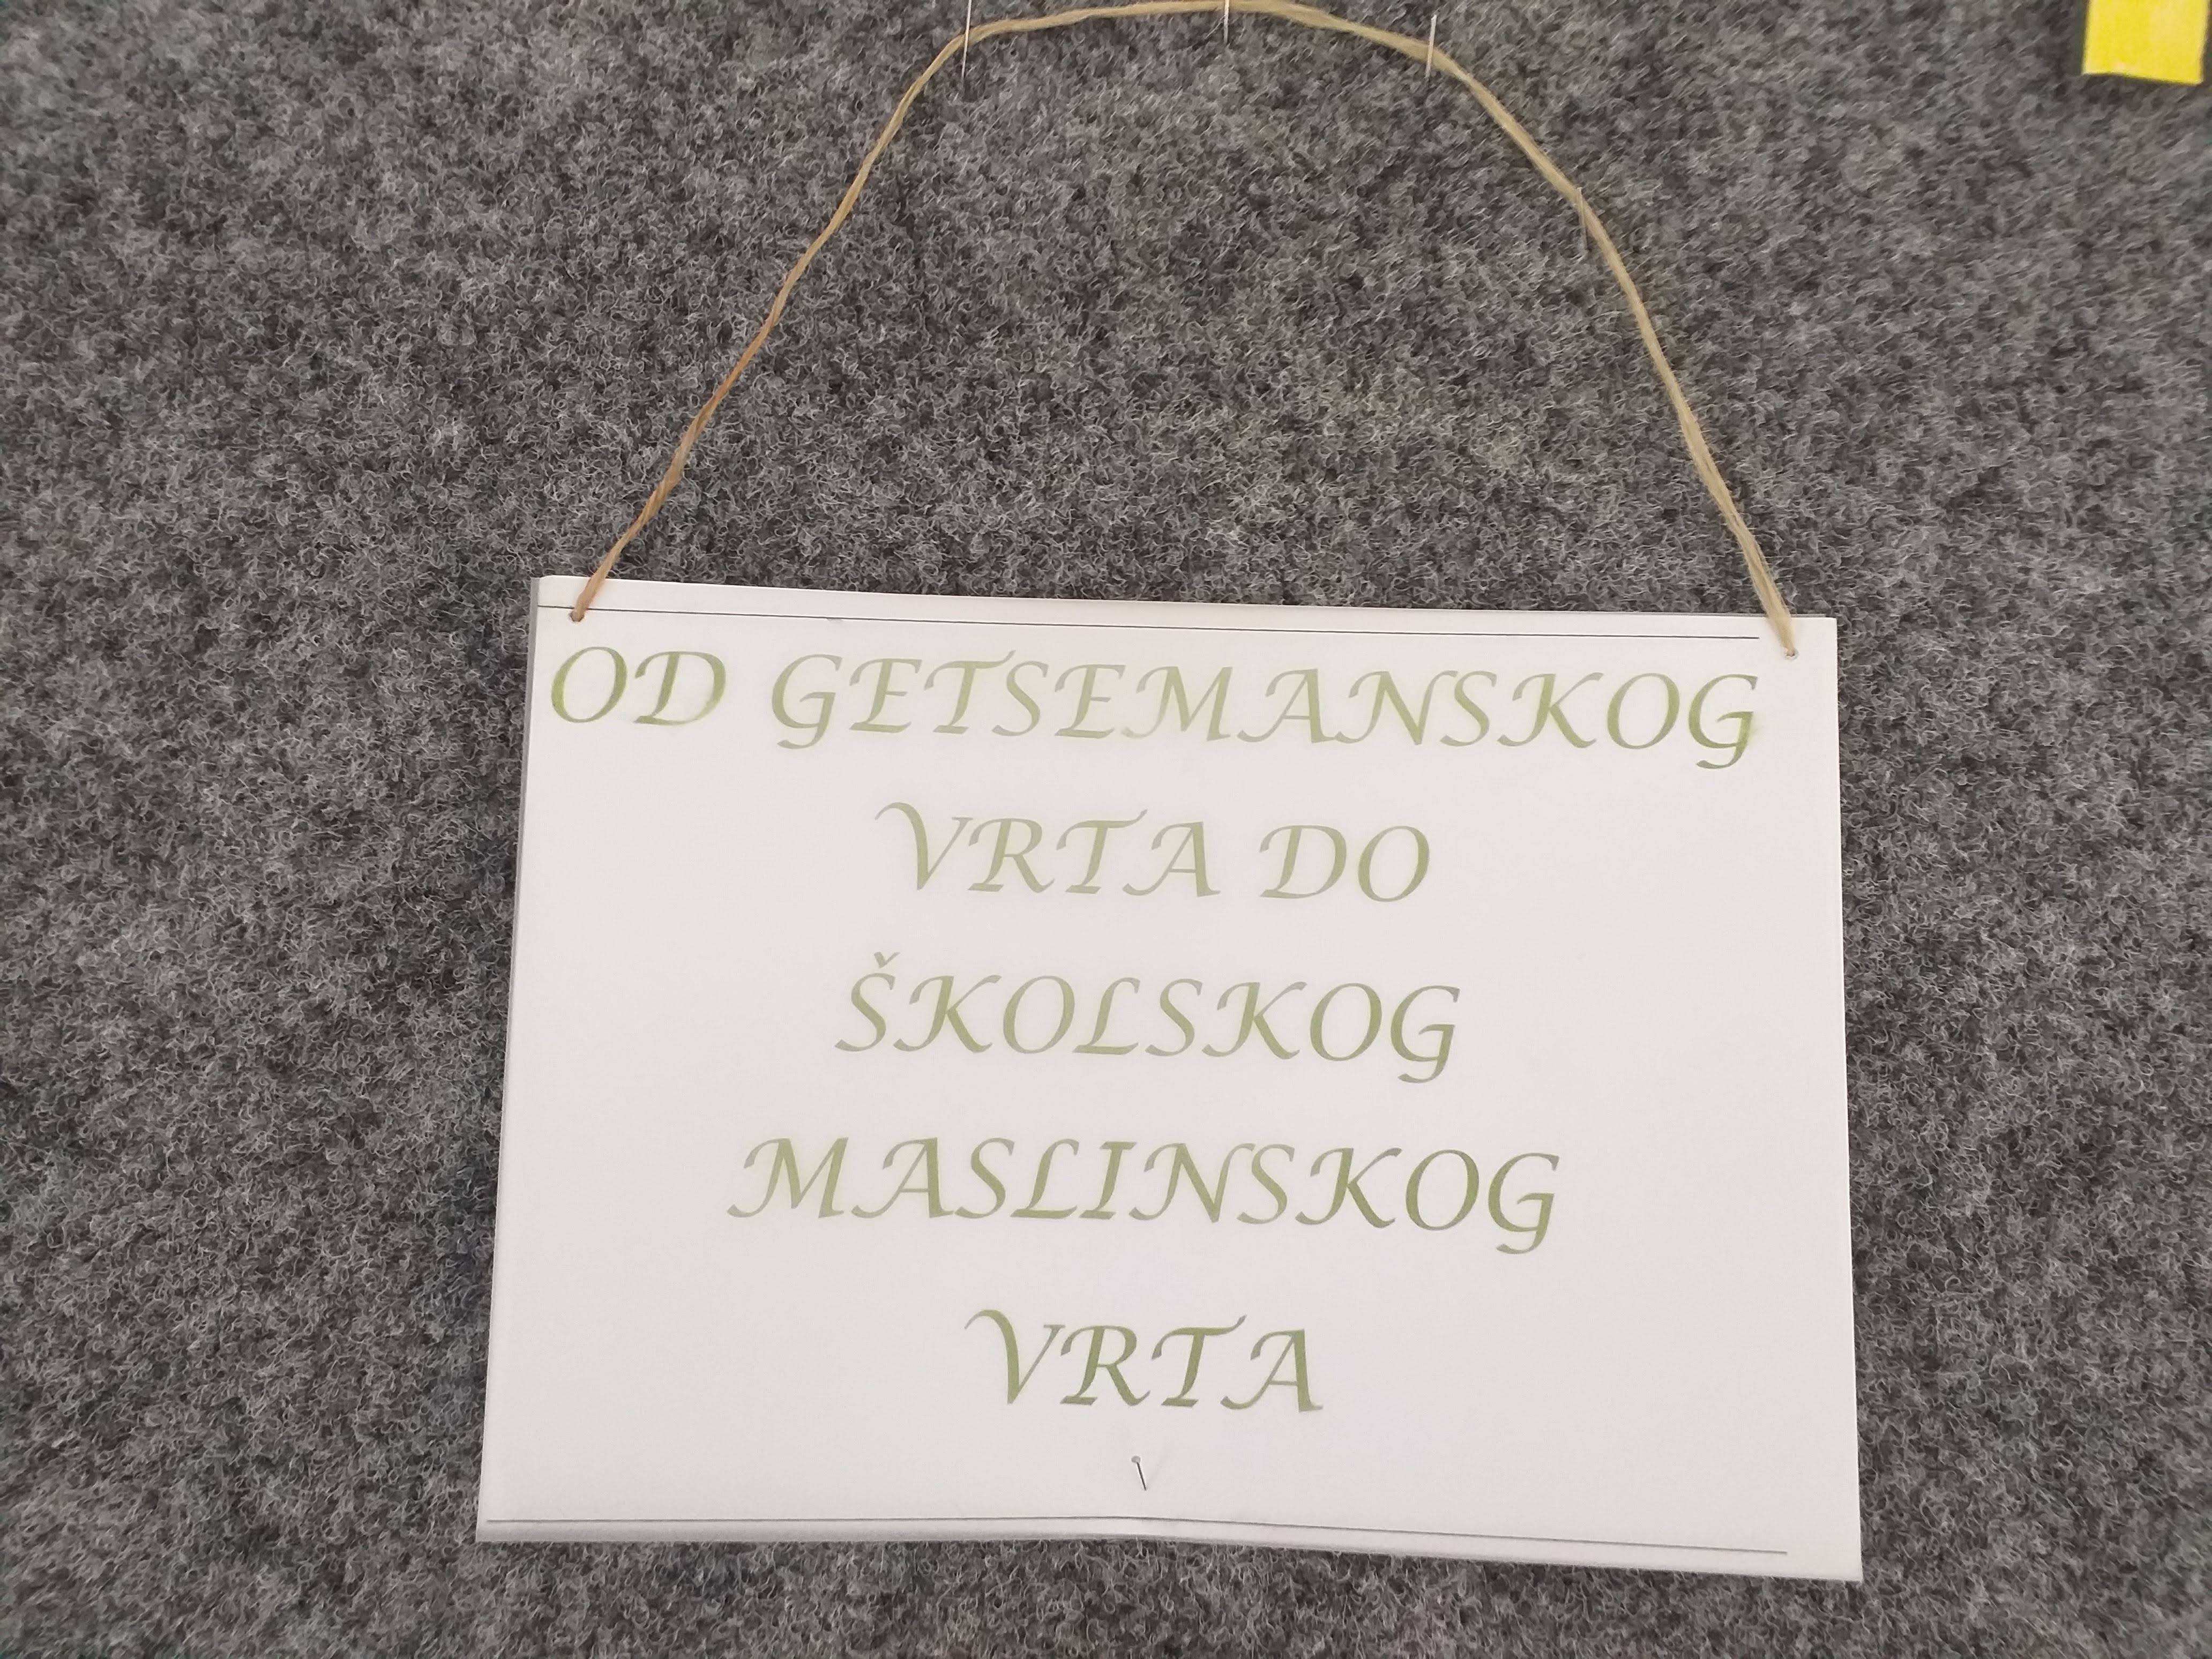 OD GETSEMANSKOG
VRTA DO
ŠKOLSKOG
MASLINSKOG
VRTA